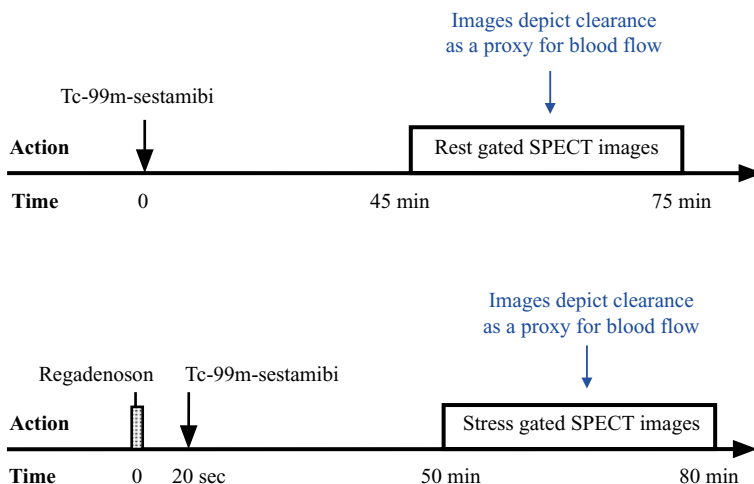 Images depict clearance
as a proxy for blood flow
Tc-99m-sestamibi
Action
Rest gated SPECT images
Time
0
45 min
75 min
Images depict clearance
as a proxy for blood flow
Regadenoson
Tc-99m-sestamibi
Action
Stress gated SPECT images
Time
0
20 sec
50 min
80 min